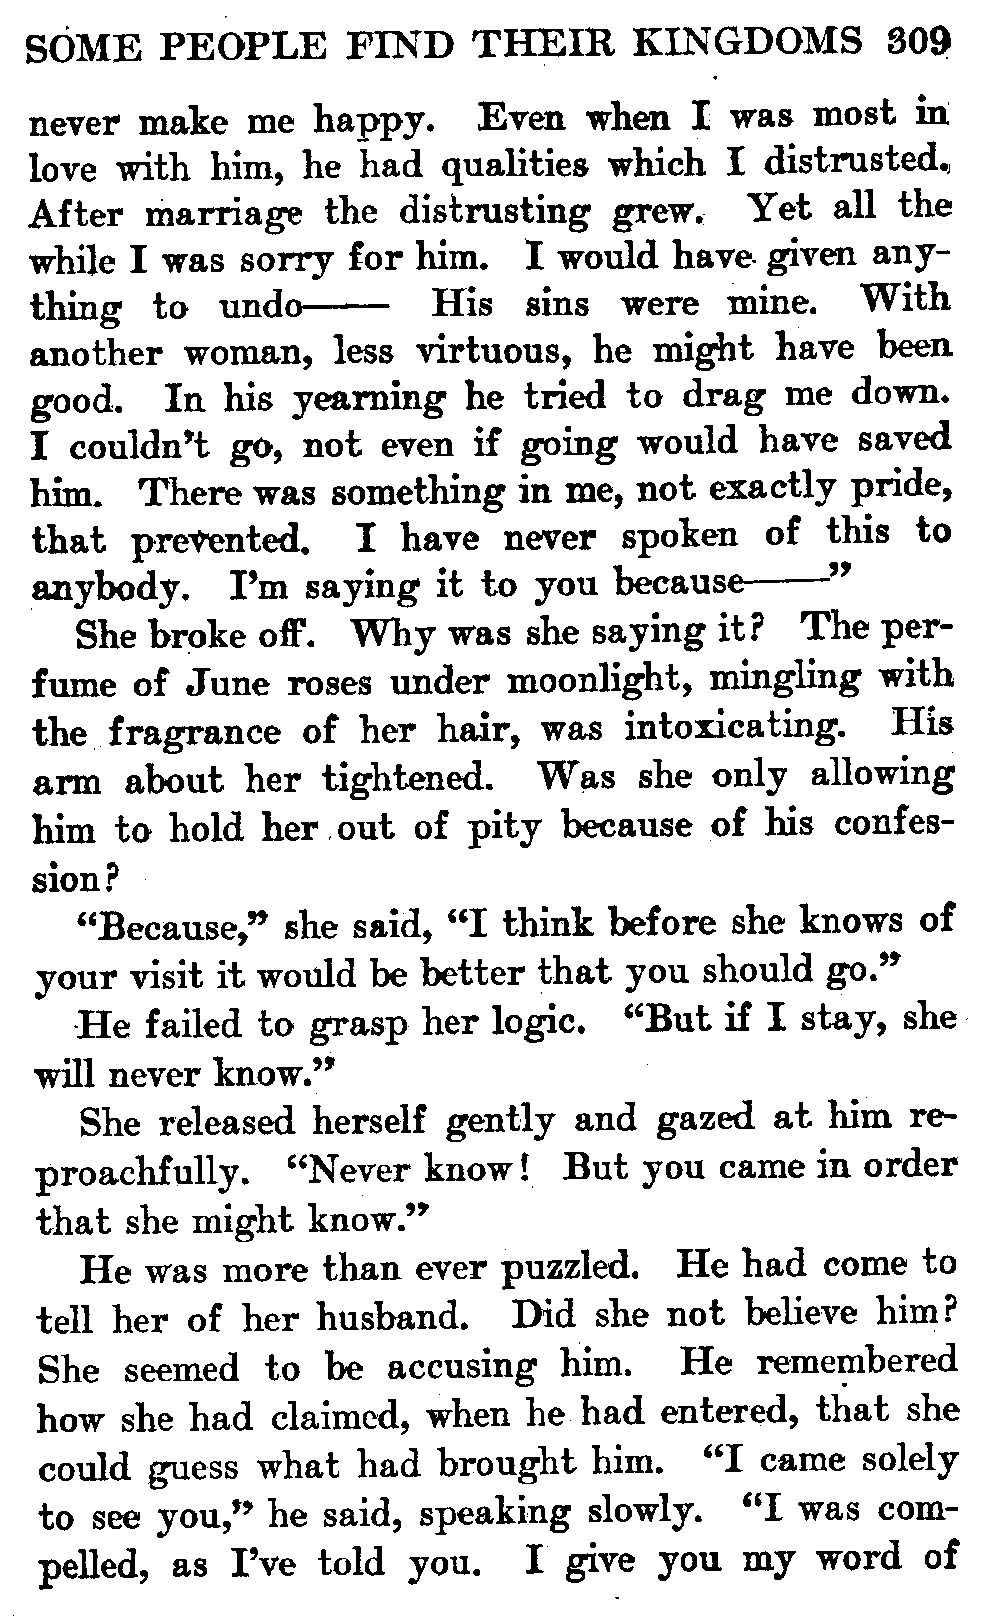 SOME PEOPLE FIND THEIR KINGDOMS 309
never make me happy. Even when I was most in
love with him, he had qualities which I distrusted.
After marriage the distrusting grew. Yet all the
while I was sorry for him. I would have given any-
thing to undo—— His sins were mine. With
another woman, less virtuous, he might have been
good. In his yearning he tried to drag me down.
I couldn't go, not even if going would have saved
him. There was something in me, not exactly pride,
that prevented. I have never spoken of this to
anybody. I'm saying it to you because——"
She broke off. Why was she saying it? The per-
fume of June roses under moonlight, mingling with
the fragrance of her hair, was intoxicating. His
arm about her tightened. Was she only allowing
him to hold her out of pity because of his confes-
sion?
"Because," she said, "I think before she knows of
your visit it would be better that you should go."
He failed to grasp her logic. "But if I stay, she
will never know."
She released herself gently and gazed at him re-
proachfully. "Never know! But you came in order
that she might know."
He was more than ever puzzled. He had come to
tell her of her husband. Did she not believe him?
She seemed to be accusing him. He remembered
how she had claimed, when he had entered, that she
could guess what had brought him. "I came solely
to see you," he said, speaking slowly. "I was com-
pelled, as I've told you. I give you my word of